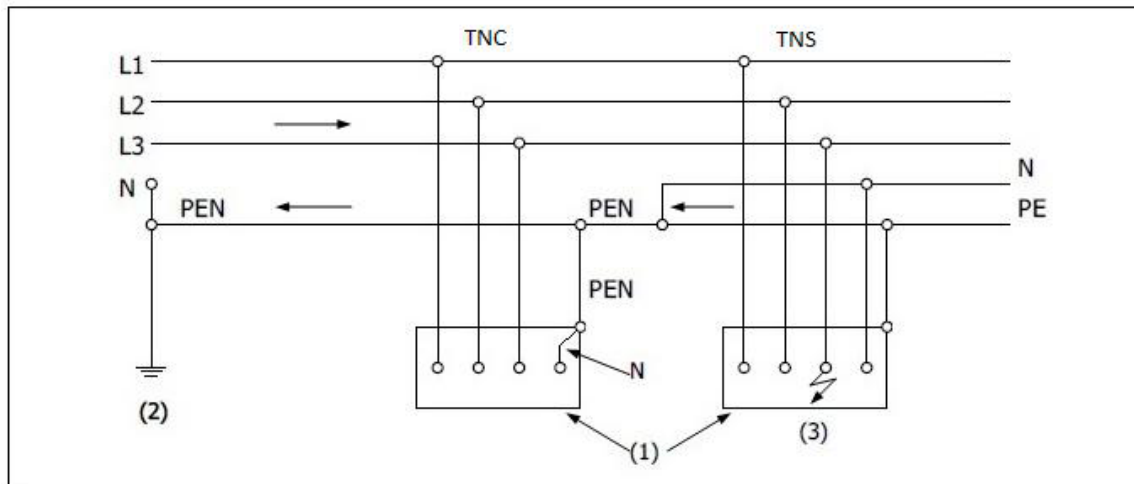 TNC
TNS
L1
L2
L3
N
PEN
PEN
N
PE
PEN
N
(2)
(1)
(3)